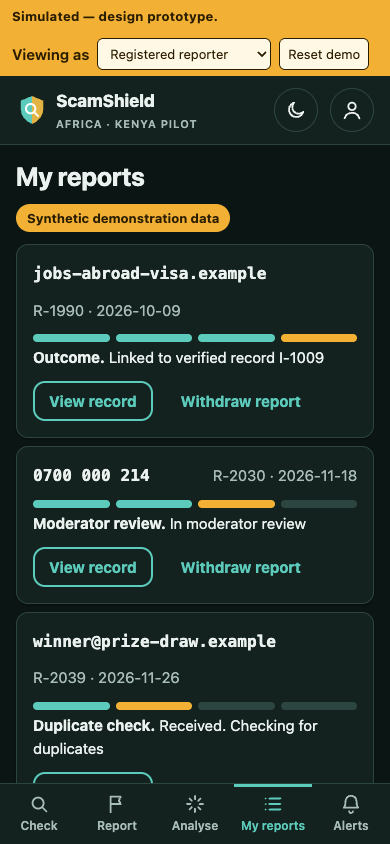 Simulated — design prototype.
Viewing as
Registered reporter
Reset demo
ScamShield
AFRICA · KENYA PILOT
My reports
Synthetic demonstration data
jobs-abroad-visa.example
R-1990 · 2026-10-09
Outcome. Linked to verified record I-1009
View record
Withdraw report
0700 000 214
R-2030 · 2026-11-18
Moderator review. In moderator review
View record
Withdraw report
winner@prize-draw.example
R-2039 · 2026-11-26
Duplicate check. Received. Checking for
duplicates
Check
Report
Analyse
My reports
Alerts